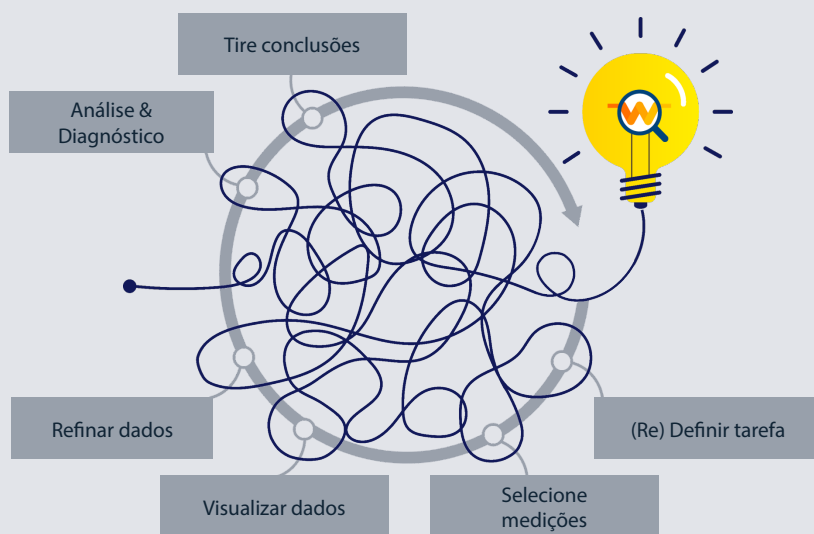 Tire conclusões
Análise &
Diagnóstico
Refinar dados
(Re) Definir tarefa
Visualizar dados
Selecione
medições